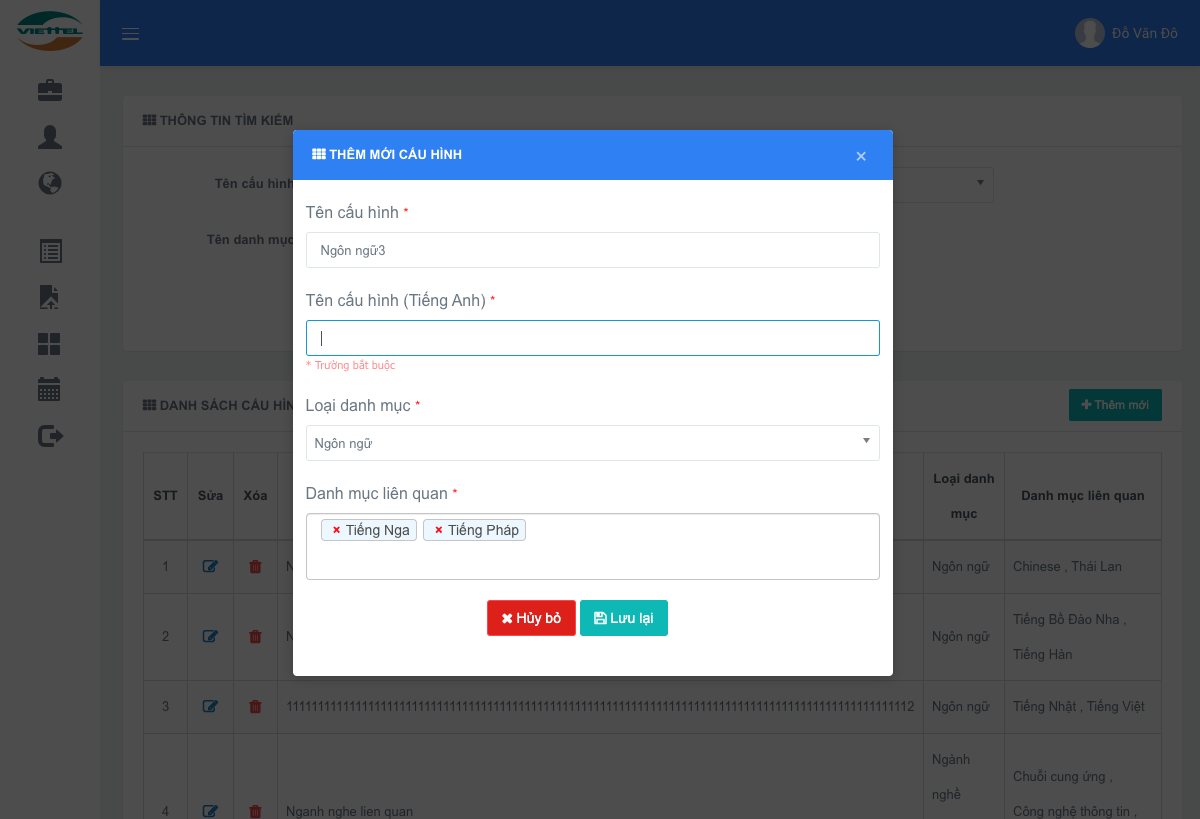 VIETTEL
Đỗ Văn Đô
THÔNG TIN TÌM KIẾM
Tên cấu hình
Tên danh mục
THÊM MỚI CẤU HÌNH
×
Tên cấu hình *
Ngôn ngữ3
Tên cấu hình (Tiếng Anh) *
* Trường bắt buộc
Loại danh mục *
Ngôn ngữ
Danh mục liên quan *
× Tiếng Nga × Tiếng Pháp
Hủy bỏ Lưu lại
DANH SÁCH CẤU HÌN
Thêm mới
STT Sửa Xóa Loại danh mục Danh mục liên quan
1 N Ngôn ngữ Chinese , Thái Lan
2 N Ngôn ngữ Tiếng Bồ Đào Nha ,
Tiếng Hàn
3 Ngôn ngữ Tiếng Nhật , Tiếng Việt
4 Nganh nghe lien quan Ngành
nghề
Chuỗi cung ứng ,
Công nghệ thông tin ,